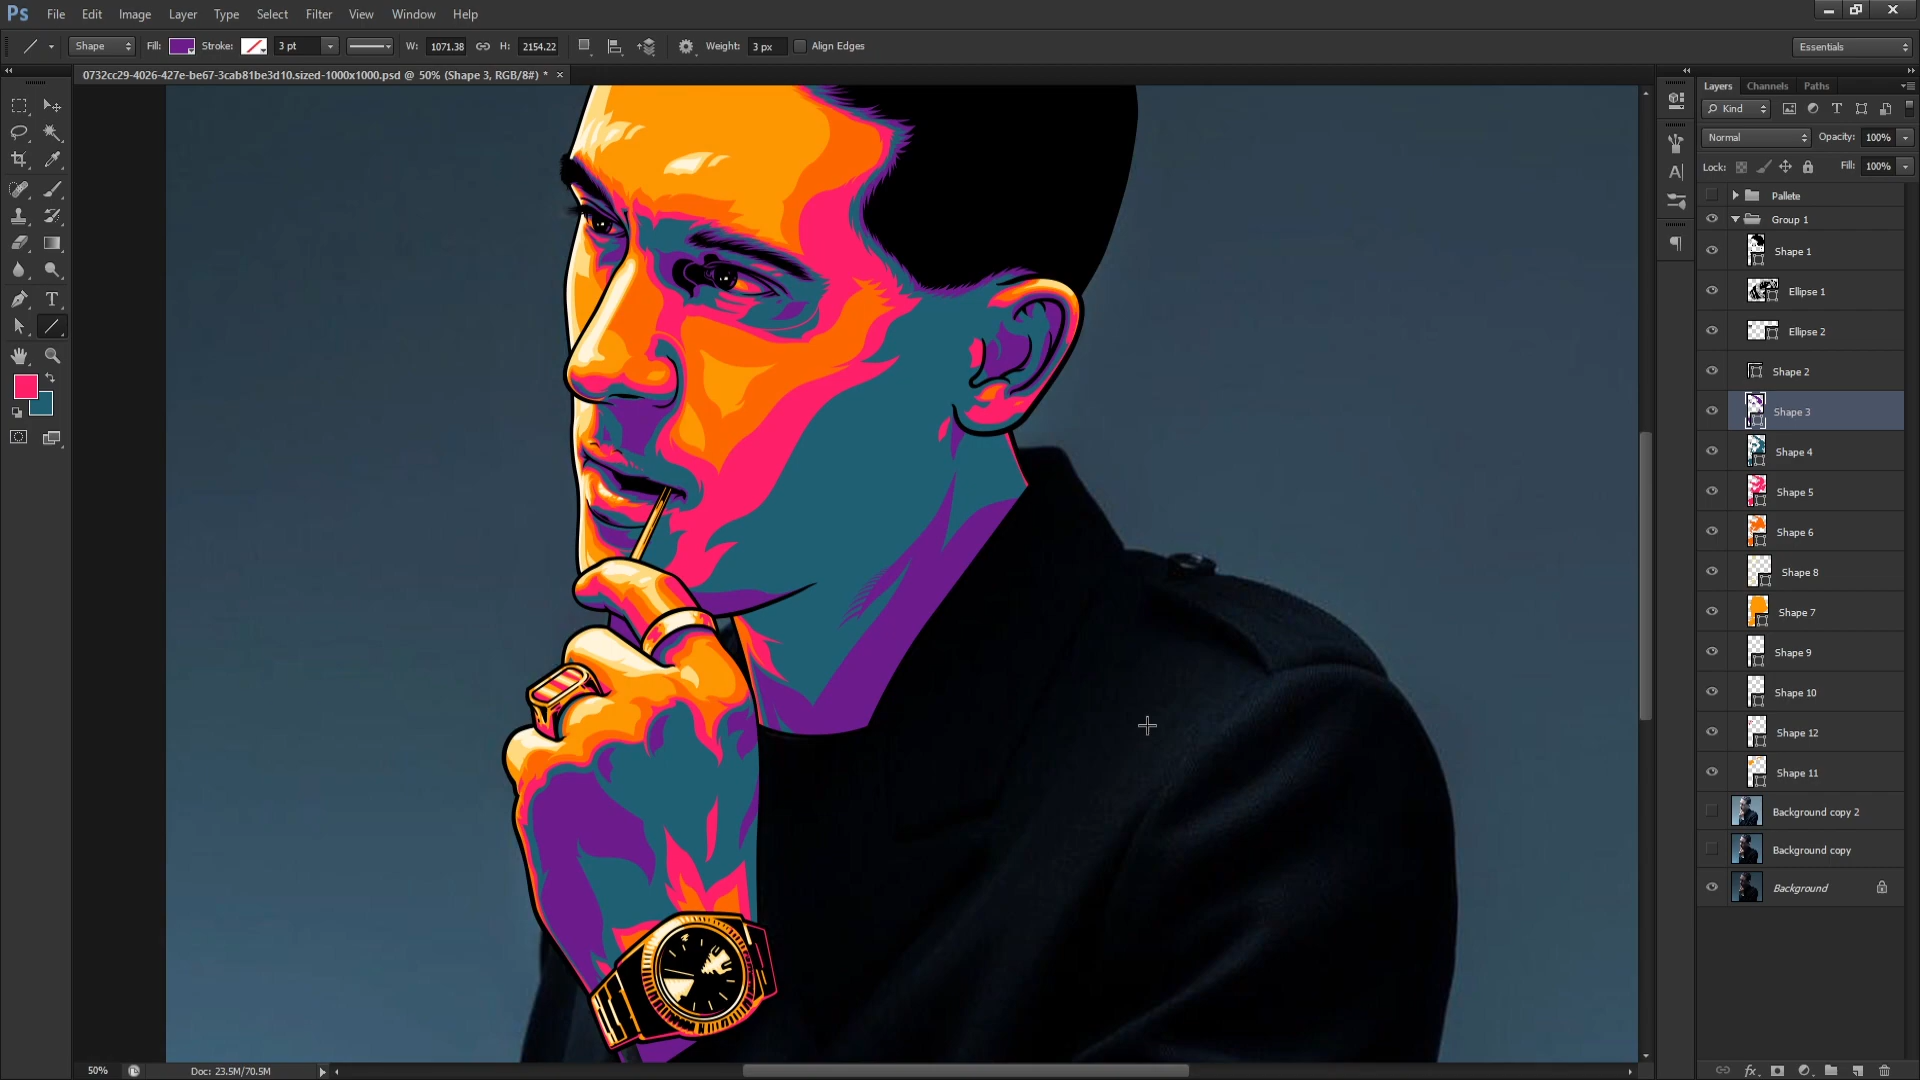 Ps File Edit Image Layer Type Select Filter View Window Help
Shape Fill: Stroke: 3 pt W: 1071.38 H: 2154.22 Weight: 3 px Align Edges Essentials
0732cc29-4026-427e-be67-3cab81be3d10.sized-1000x1000.psd @ 50% (Shape 3, RGB/8#) *
Layers Channels Paths
Kind
Normal Opacity: 100%
Lock: Fill: 100%
Pallete
Group 1
Shape 1
Ellipse 1
Ellipse 2
Shape 2
Shape 3
Shape 4
Shape 5
Shape 6
Shape 8
Shape 7
Shape 9
Shape 10
Shape 12
Shape 11
Background copy 2
Background copy
Background
50% Doc: 23.5M/70.5M